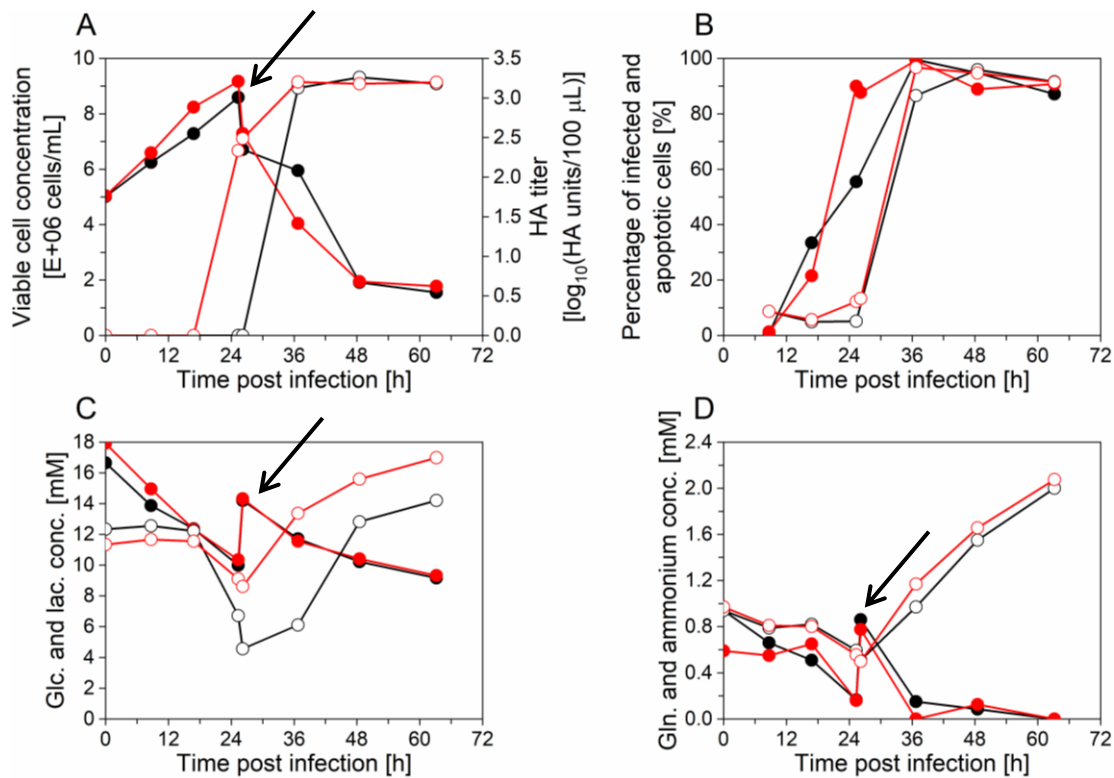 A
Viable cell concentration
[E+06 cells/mL]
10
8
6
4
2
0
3.5
3.0
2.5
2.0
1.5
1.0
0.5
0.0
HA titer
[log₁₀(HA units/100 µL)]
0 12 24 36 48 60 72
Time post infection [h]
B
Percentage of infected and
apoptotic cells [%]
100
80
60
40
20
0
0 12 24 36 48 60 72
Time post infection [h]
C
Glc. and lac. conc. [mM]
18
16
14
12
10
8
6
4
2
0
0 12 24 36 48 60 72
Time post infection [h]
D
Gln. and ammonium conc. [mM]
2.4
2.0
1.6
1.2
0.8
0.4
0.0
0 12 24 36 48 60 72
Time post infection [h]